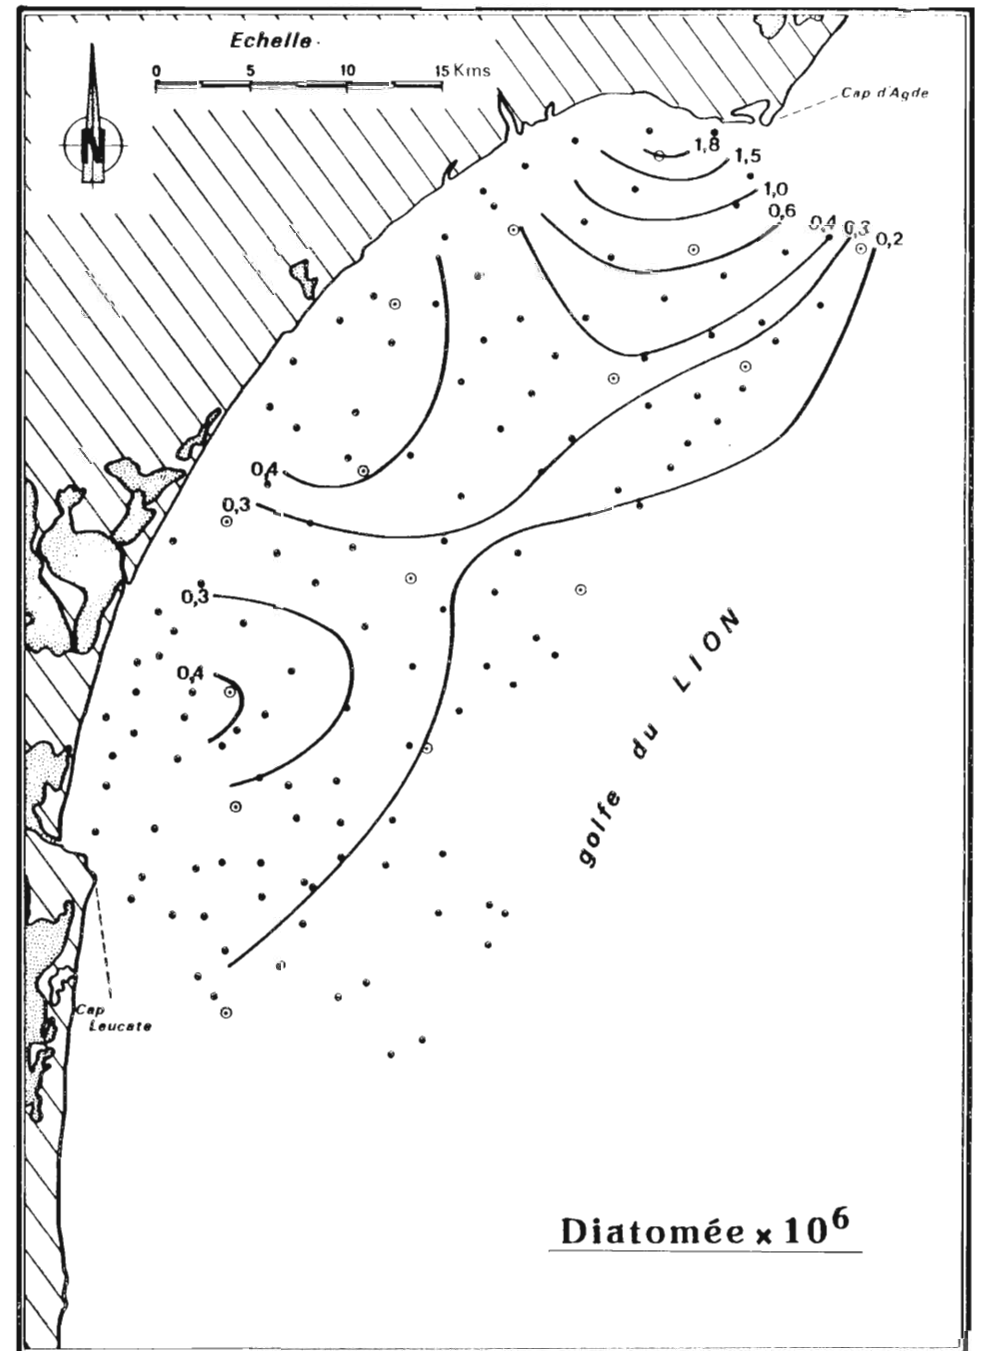 Echelle
0 5 10 15 Kms
N
Cap d'Agde
1,8
1,5
1,0
0,6
0,4
0,3
0,2
0,4
0,3
0,3
0,4
golfe du LION
Cap
Leucate
Diatomée x 10⁶